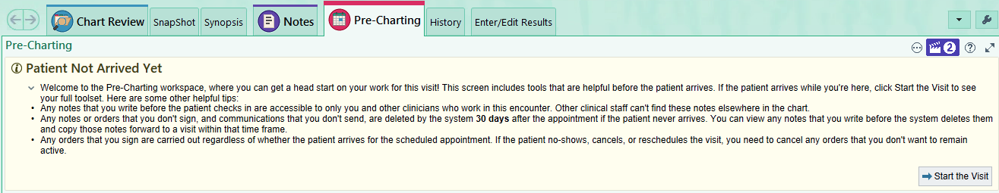 Chart Review SnapShot Synopsis Notes Pre-Charting History Enter/Edit Results
Pre-Charting
2 ?
Patient Not Arrived Yet
Welcome to the Pre-Charting workspace, where you can get a head start on your work for this visit! This screen includes tools that are helpful before the patient arrives. If the patient arrives while you're here, click Start the Visit to see
your full toolset. Here are some other helpful tips:
• Any notes that you write before the patient checks in are accessible to only you and other clinicians who work in this encounter. Other clinical staff can't find these notes elsewhere in the chart.
• Any notes or orders that you don't sign, and communications that you don't send, are deleted by the system 30 days after the appointment if the patient never arrives. You can view any notes that you write before the system deletes them
and copy those notes forward to a visit within that time frame.
• Any orders that you sign are carried out regardless of whether the patient arrives for the scheduled appointment. If the patient no-shows, cancels, or reschedules the visit, you need to cancel any orders that you don't want to remain
active.
Start the Visit